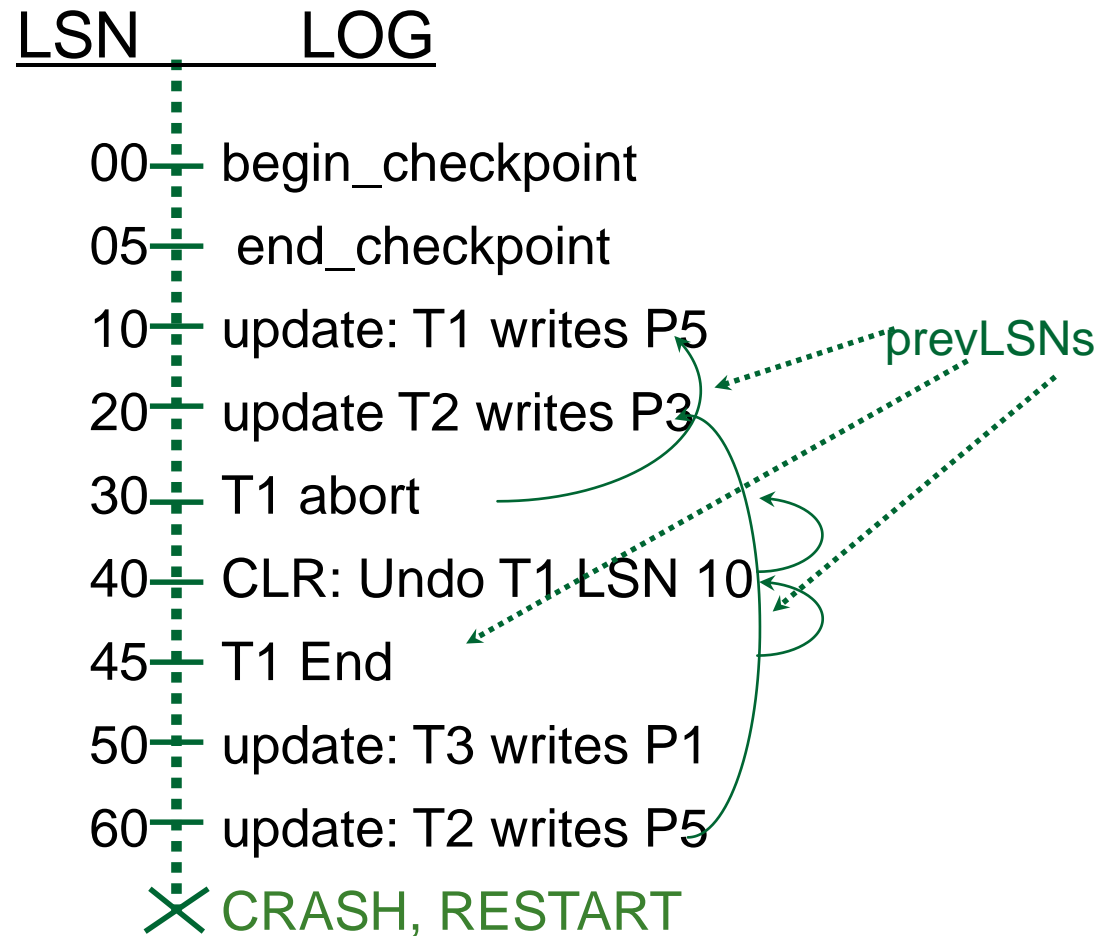 LSN LOG
00 begin_checkpoint
05 end_checkpoint
10 update: T1 writes P5
prevLSNs
20 update T2 writes P3
30 T1 abort
40 CLR: Undo T1 LSN 10
45 T1 End
50 update: T3 writes P1
60 update: T2 writes P5
CRASH, RESTART